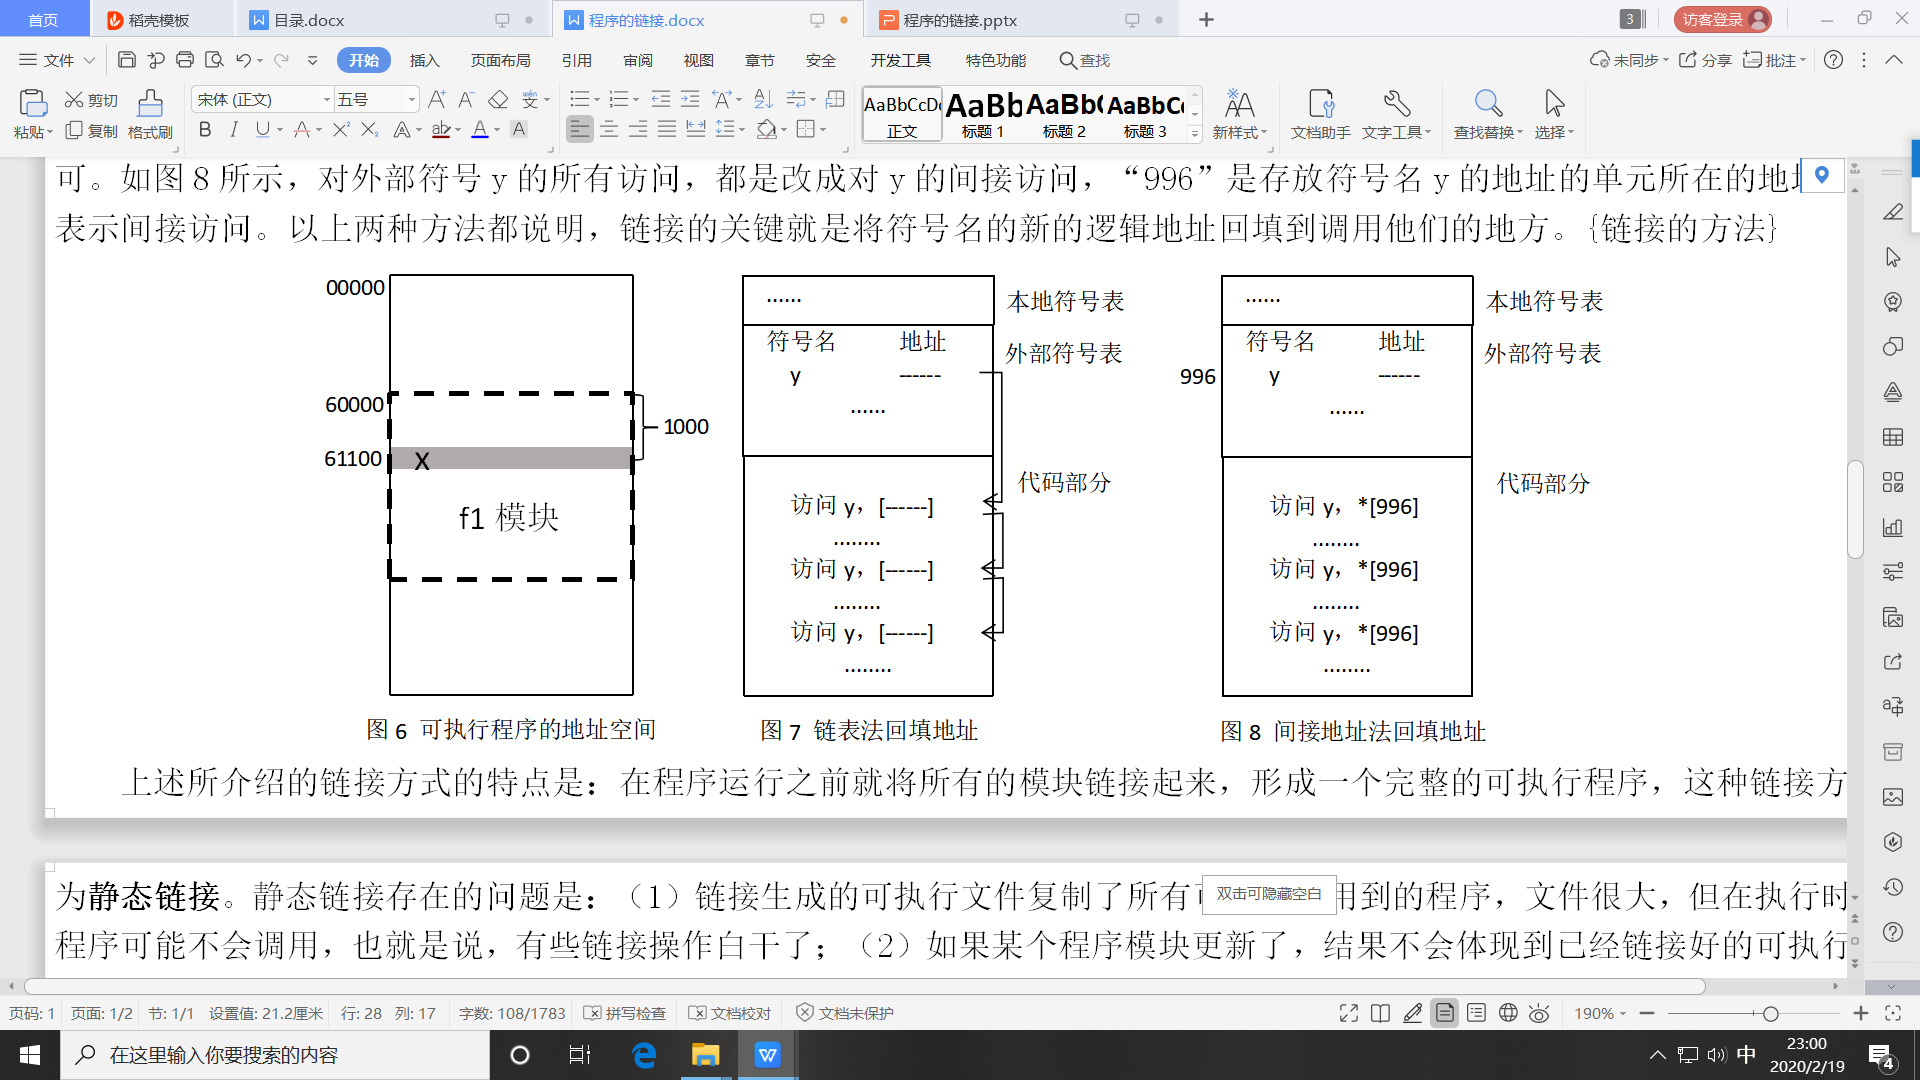 首页 稻壳模板 目录.docx 程序的链接.docx 程序的链接.pptx 3 访客登录
文件 开始 插入 页面布局 引用 审阅 视图 章节 安全 开发工具 特色功能 查找 未同步 分享 批注
粘贴 剪切 复制 格式刷 宋体 (正文) 五号 AaBbCcDd 正文 AaBb 标题 1 AaBb( 标题 2 AaBbC 标题 3 新样式 文档助手 文字工具 查找替换 选择
可。如图 8 所示，对外部符号 y 的所有访问，都是改成对 y 的间接访问，“996”是存放符号名 y 的地址的单元所在的地址
表示间接访问。以上两种方法都说明，链接的关键就是将符号名的新的逻辑地址回填到调用他们的地方。{链接的方法}
00000
60000
1000
61100 X
f1 模块
图 6 可执行程序的地址空间
...... 本地符号表
符号名 地址 外部符号表
y ------
......
代码部分
访问 y，[------]
........
访问 y，[------]
........
访问 y，[------]
........
图 7 链表法回填地址
...... 本地符号表
符号名 地址 外部符号表
996 y ------
......
代码部分
访问 y，*[996]
........
访问 y，*[996]
........
访问 y，*[996]
........
图 8 间接地址法回填地址
上述所介绍的链接方式的特点是：在程序运行之前就将所有的模块链接起来，形成一个完整的可执行程序，这种链接方
为静态链接。静态链接存在的问题是：（1）链接生成的可执行文件复制了所有可 用到的程序，文件很大，但在执行时
双击可隐藏空白
程序可能不会调用，也就是说，有些链接操作白干了；（2）如果某个程序模块更新了，结果不会体现到已经链接好的可执行
页码: 1 页面: 1/2 节: 1/1 设置值: 21.2厘米 行: 28 列: 17 字数: 108/1783 拼写检查 文档校对 文档未保护 190%
在这里输入你要搜索的内容 中 23:00 2020/2/19 4